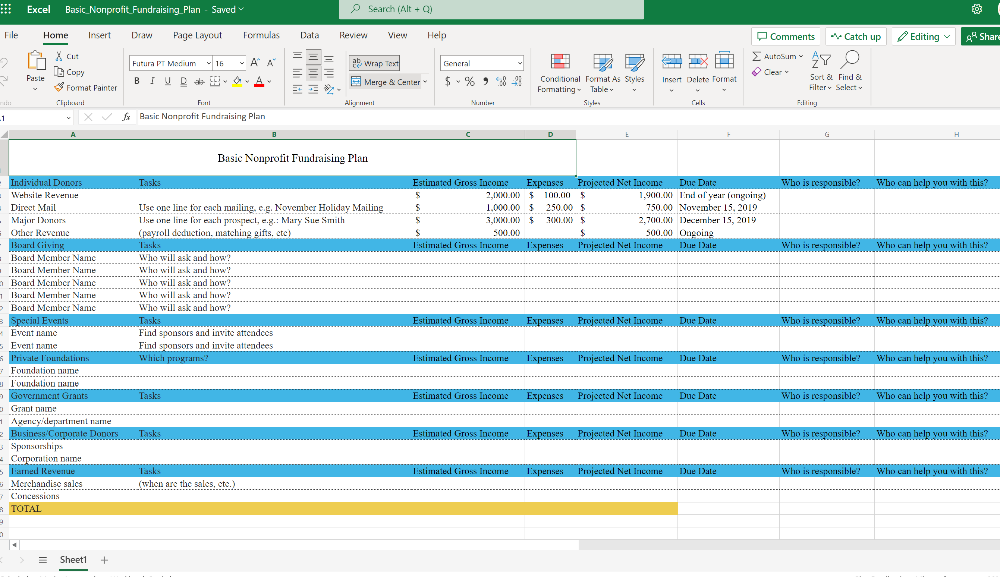 Excel Basic_Nonprofit_Fundraising_Plan - Saved Search (Alt + Q)
File Home Insert Draw Page Layout Formulas Data Review View Help Comments Catch up Editing Share
Paste Cut Copy Format Painter
Futura PT Medium 16
B I U D ab
Wrap Text
Merge & Center
General
$ % 9 .00 .00
Conditional Formatting Format As Table Styles
Insert Delete Format
AutoSum Clear Sort & Filter Find & Select
Clipboard Font Alignment Number Styles Cells Editing
fx Basic Nonprofit Fundraising Plan
A B C D E F G H
Basic Nonprofit Fundraising Plan
Individual Donors Tasks Estimated Gross Income Expenses Projected Net Income Due Date Who is responsible? Who can help you with this?
Website Revenue $ 2,000.00 $ 100.00 $ 1,900.00 End of year (ongoing)
Direct Mail Use one line for each mailing, e.g. November Holiday Mailing $ 1,000.00 $ 250.00 $ 750.00 November 15, 2019
Major Donors Use one line for each prospect, e.g.: Mary Sue Smith $ 3,000.00 $ 300.00 $ 2,700.00 December 15, 2019
Other Revenue (payroll deduction, matching gifts, etc) $ 500.00 $ 500.00 Ongoing
Board Giving Tasks Estimated Gross Income Expenses Projected Net Income Due Date Who is responsible? Who can help you with this?
Board Member Name Who will ask and how?
Board Member Name Who will ask and how?
Board Member Name Who will ask and how?
Board Member Name Who will ask and how?
Board Member Name Who will ask and how?
Special Events Tasks Estimated Gross Income Expenses Projected Net Income Due Date Who is responsible? Who can help you with this?
Event name Find sponsors and invite attendees
Event name Find sponsors and invite attendees
Private Foundations Which programs? Estimated Gross Income Expenses Projected Net Income Due Date Who is responsible? Who can help you with this?
Foundation name
Foundation name
Government Grants Tasks Estimated Gross Income Expenses Projected Net Income Due Date Who is responsible? Who can help you with this?
Grant name
Agency/department name
Business/Corporate Donors Tasks Estimated Gross Income Expenses Projected Net Income Due Date Who is responsible? Who can help you with this?
Sponsorships
Corporation name
Earned Revenue Tasks Estimated Gross Income Expenses Projected Net Income Due Date Who is responsible? Who can help you with this?
Merchandise sales (when are the sales, etc.)
Concessions
TOTAL
Sheet1